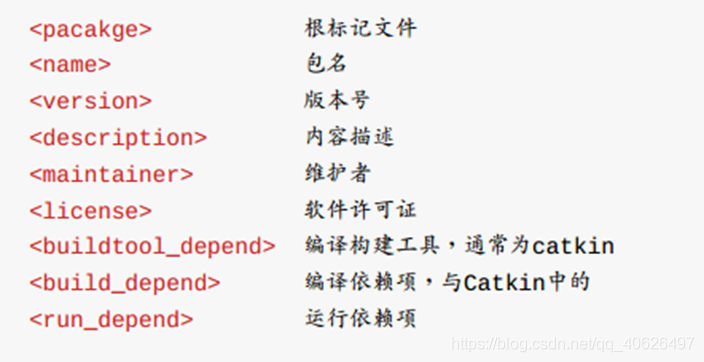 <pacakge> 根标记文件
<name> 包名
<version> 版本号
<description> 内容描述
<maintainer> 维护者
<license> 软件许可证
<buildtool_depend> 编译构建工具，通常为catkin
<build_depend> 编译依赖项，与Catkin中的
<run_depend> 运行依赖项
https://blog.csdn.net/qq_40626497